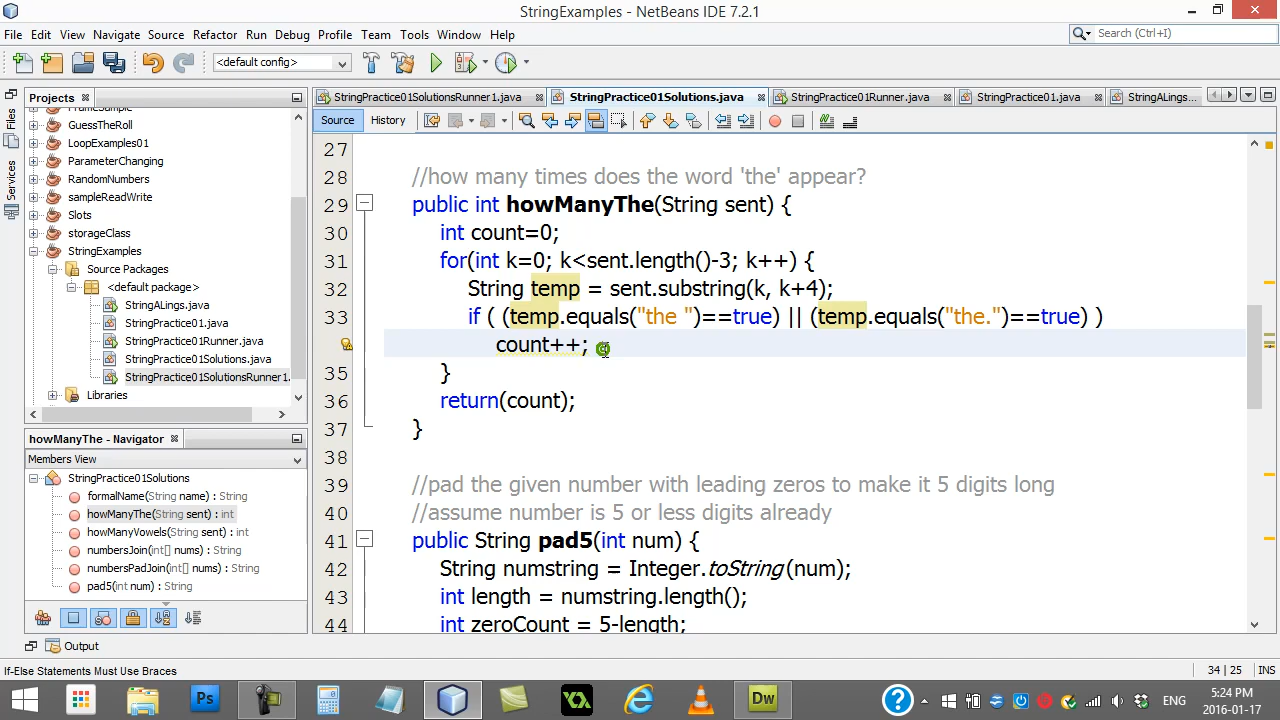 StringExamples - NetBeans IDE 7.2.1
File Edit View Navigate Source Refactor Run Debug Profile Team Tools Window Help
Search (Ctrl+I)
<default config>
Projects
StringPractice01SolutionsRunner1.java StringPractice01Solutions.java StringPractice01Runner.java StringPractice01.java StringALings...
Files
Services
Source History
FrameSample
GuessTheRoll
LoopExamples01
ParameterChanging
RandomNumbers
sampleReadWrite
Slots
storageClass
StringExamples
Source Packages
<default package>
StringALings.java
StringPractice01.java
StringPractice01Runner.java
StringPractice01Solutions.java
StringPractice01SolutionsRunner1.
Libraries
howManyThe - Navigator
Members View
StringPractice01Solutions
formalName(String name) : String
howManyThe(String sent) : int
howManyVowels(String sent) : int
numbersJoin(int[] nums) : String
numbersPadJoin(int[] nums) : String
pad5(int num) : String
27
28 //how many times does the word 'the' appear?
29 public int howManyThe(String sent) {
30 int count=0;
31 for(int k=0; k<sent.length()-3; k++) {
32 String temp = sent.substring(k, k+4);
33 if ( (temp.equals("the ")==true) || (temp.equals("the.")==true) )
count++;
35 }
36 return(count);
37 }
38
39 //pad the given number with leading zeros to make it 5 digits long
40 //assume number is 5 or less digits already
41 public String pad5(int num) {
42 String numstring = Integer.toString(num);
43 int length = numstring.length();
44 int zeroCount = 5-length;
Output
If-Else Statements Must Use Braces
34 | 25 INS
Ps
Dw
ENG
5:24 PM
2016-01-17